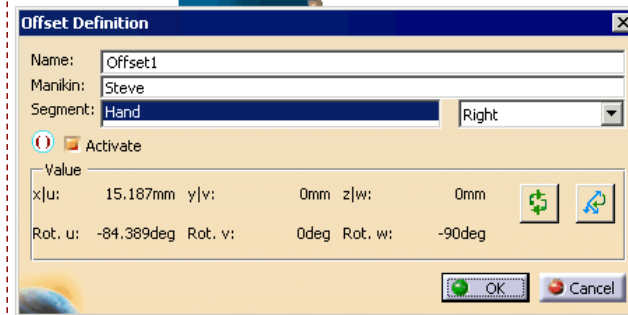 Offset Definition
Name: Offset1
Manikin: Steve
Segment: Hand Right
Activate
Value
x|u: 15.187mm y|v: 0mm z|w: 0mm
Rot. u: -84.389deg Rot. v: 0deg Rot. w: -90deg
OK Cancel